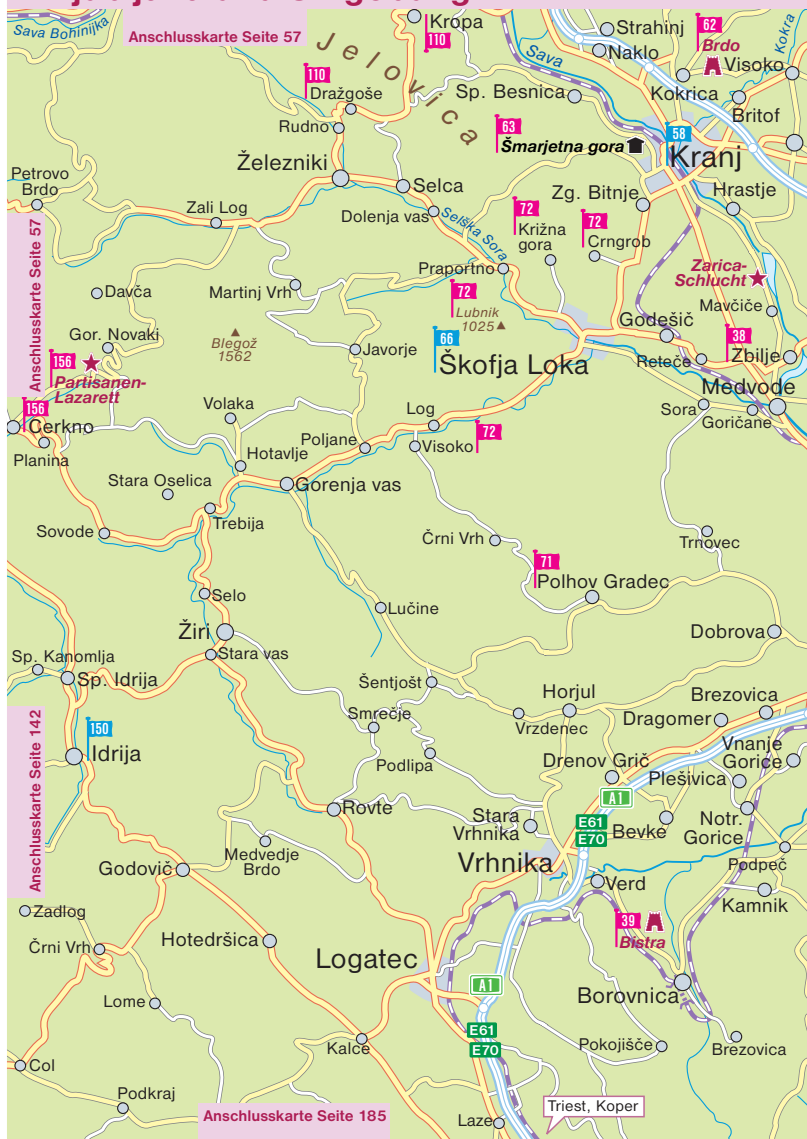 Sava Bohinijka
Anschlusskarte Seite 57
Kropa
110
Jelovica
Strahinj
Naklo
62
Brdo
Visoko
Kokra
Sava
110
Dražgoše
Sp. Besnica
Kokrica
Britof
Rudno
63
Šmarjetna gora
58
Kranj
Železniki
Petrovo
Brdo
Selca
Zg. Bitnje
Hrastje
Zali Log
Dolenja vas
Selška Sora
72
Križna
gora
72
Crngrob
Anschlusskarte Seite 57
Praportno
Zarica-
Schlucht
Davča
Martinj Vrh
72
Lubnik
1025
Mavčiče
Gor. Novaki
Blegož
1562
Javorje
66
Škofja Loka
Godešič
38
Zbilje
Reteče
156
Partisanen-
Lazarett
Medvode
156
Cerkno
Volaka
Log
Sora
Goričane
Planina
Hotavlje
Poljane
Visoko
72
Stara Oselica
Gorenja vas
Trebija
Sovode
Črni Vrh
Trnovec
71
Polhov Gradec
Selo
Lučine
Žiri
Dobrova
Sp. Kanomlja
Stara vas
Sp. Idrija
Šentjošt
Horjul
Brezovica
Smrečje
Vrzdenec
Dragomer
Anschlusskarte Seite 142
150
Idrija
Podlipa
Drenov Grič
Vnanje
Gorice
Plešivica
A1
Rovte
Stara
Vrhnika
E61
E70
Bevke
Notr.
Gorice
Medvedje
Brdo
Vrhnika
Podpeč
Godovič
Verd
Kamnik
Zadlog
39
Bistra
Črni Vrh
Hotedršica
Logatec
A1
Borovnica
Lome
E61
E70
Kalce
Pokojišče
Brezovica
Col
Podkraj
Anschlusskarte Seite 185
Triest, Koper
Laze